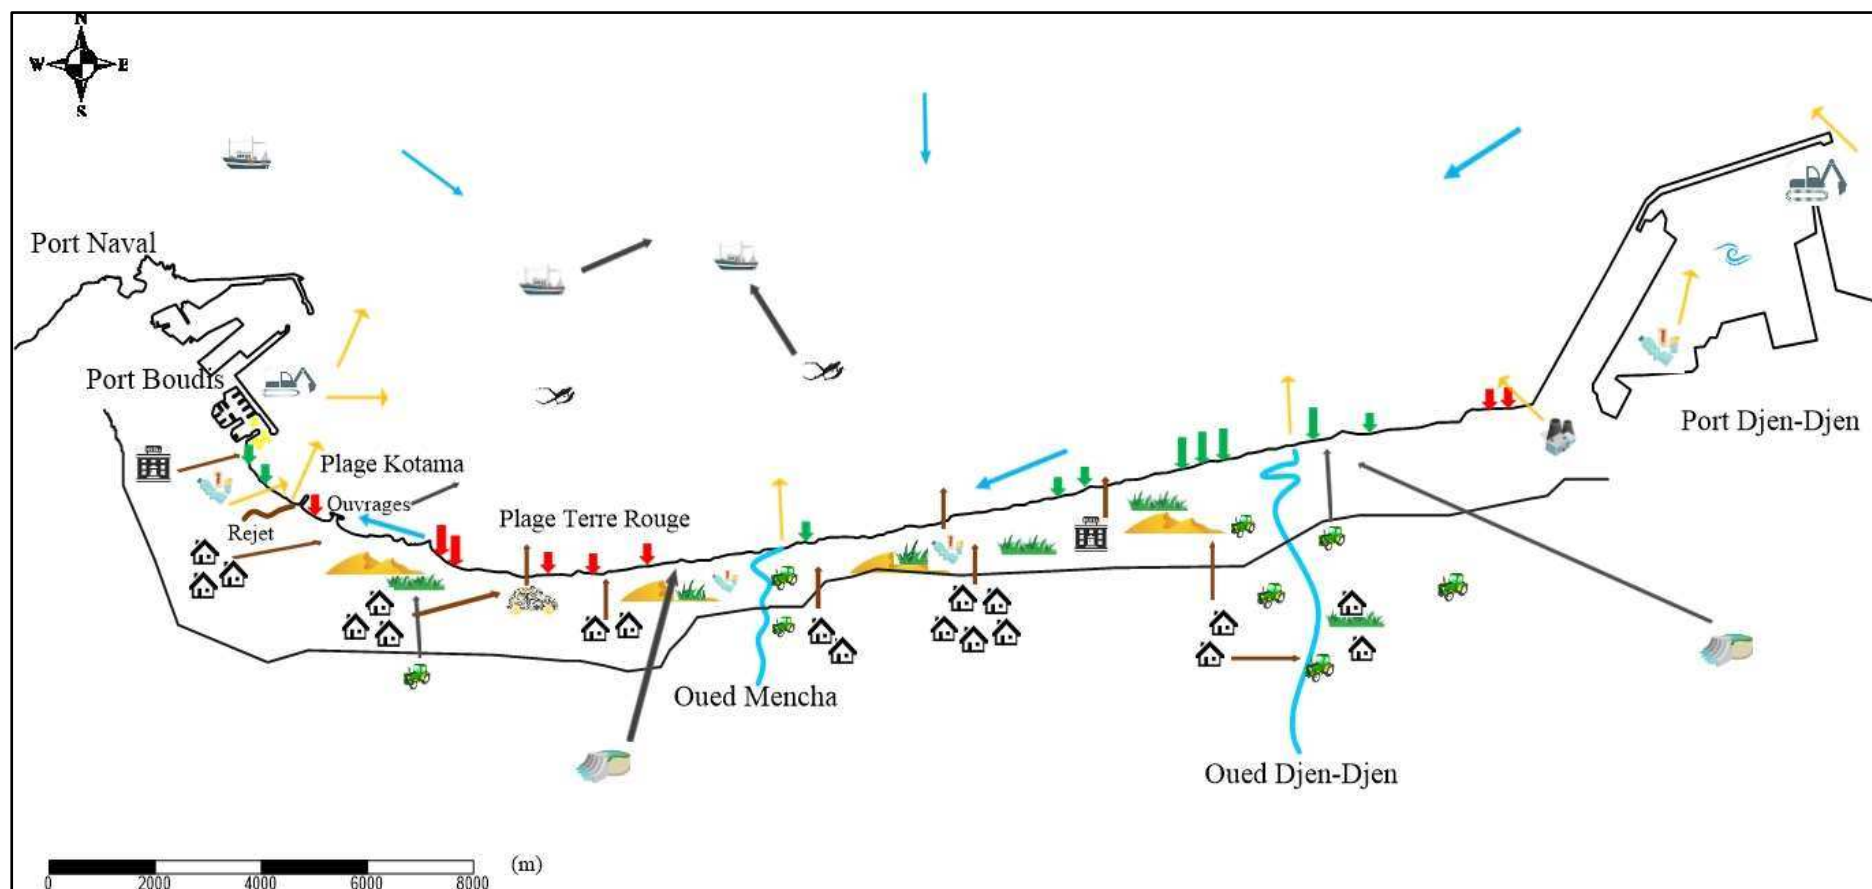 N
W E
S
Port Naval
Port Boudis
Plage Kotama
Ouvrages
Rejet
Plage Terre Rouge
Port Djen-Djen
Oued Mencha
Oued Djen-Djen
(m)
0 2000 4000 6000 8000